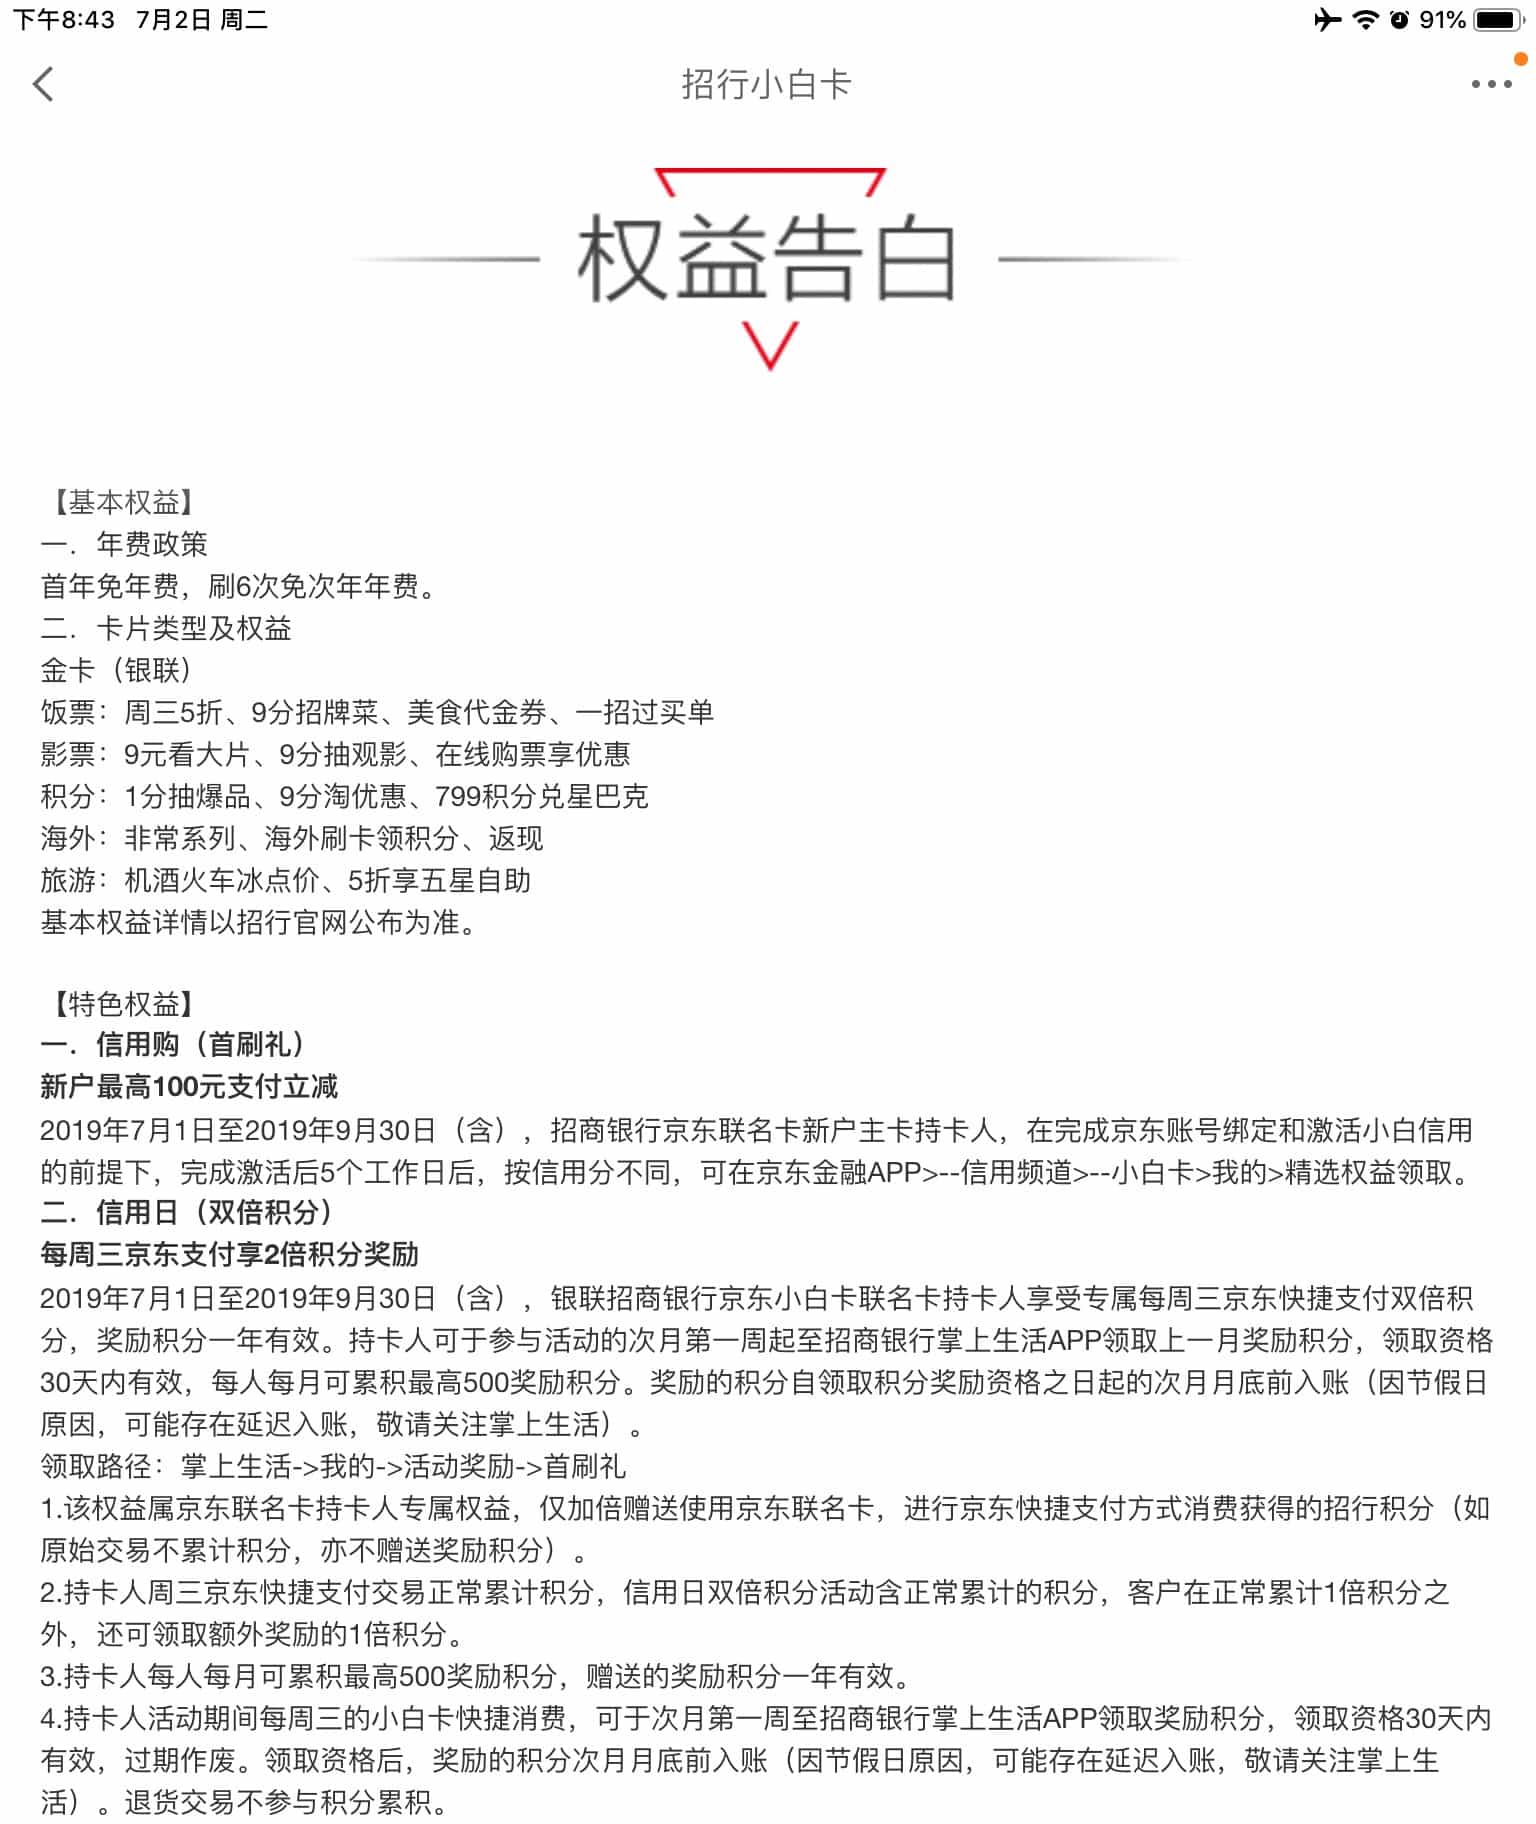 下午8:43 7月2日 周二
91%
招行小白卡
权益告白
【基本权益】
一．年费政策
首年免年费，刷6次免次年年费。
二．卡片类型及权益
金卡（银联）
饭票：周三5折、9分招牌菜、美食代金券、一招过买单
影票：9元看大片、9分抽观影、在线购票享优惠
积分：1分抽爆品、9分淘优惠、799积分兑星巴克
海外：非常系列、海外刷卡领积分、返现
旅游：机酒火车冰点价、5折享五星自助
基本权益详情以招行官网公布为准。
【特色权益】
一．信用购（首刷礼）
新户最高100元支付立减
2019年7月1日至2019年9月30日（含），招商银行京东联名卡新户主卡持卡人，在完成京东账号绑定和激活小白信用
的前提下，完成激活后5个工作日后，按信用分不同，可在京东金融APP>--信用频道>--小白卡>我的>精选权益领取。
二．信用日（双倍积分）
每周三京东支付享2倍积分奖励
2019年7月1日至2019年9月30日（含），银联招商银行京东小白卡联名卡持卡人享受专属每周三京东快捷支付双倍积
分，奖励积分一年有效。持卡人可于参与活动的次月第一周起至招商银行掌上生活APP领取上一月奖励积分，领取资格
30天内有效，每人每月可累积最高500奖励积分。奖励的积分自领取积分奖励资格之日起的次月月底前入账（因节假日
原因，可能存在延迟入账，敬请关注掌上生活）。
领取路径：掌上生活->我的->活动奖励->首刷礼
1.该权益属京东联名卡持卡人专属权益，仅加倍赠送使用京东联名卡，进行京东快捷支付方式消费获得的招行积分（如
原始交易不累计积分，亦不赠送奖励积分）。
2.持卡人周三京东快捷支付交易正常累计积分，信用日双倍积分活动含正常累计的积分，客户在正常累计1倍积分之
外，还可领取额外奖励的1倍积分。
3.持卡人每人每月可累积最高500奖励积分，赠送的奖励积分一年有效。
4.持卡人活动期间每周三的小白卡快捷消费，可于次月第一周至招商银行掌上生活APP领取奖励积分，领取资格30天内
有效，过期作废。领取资格后，奖励的积分次月月底前入账（因节假日原因，可能存在延迟入账，敬请关注掌上生
活）。退货交易不参与积分累积。